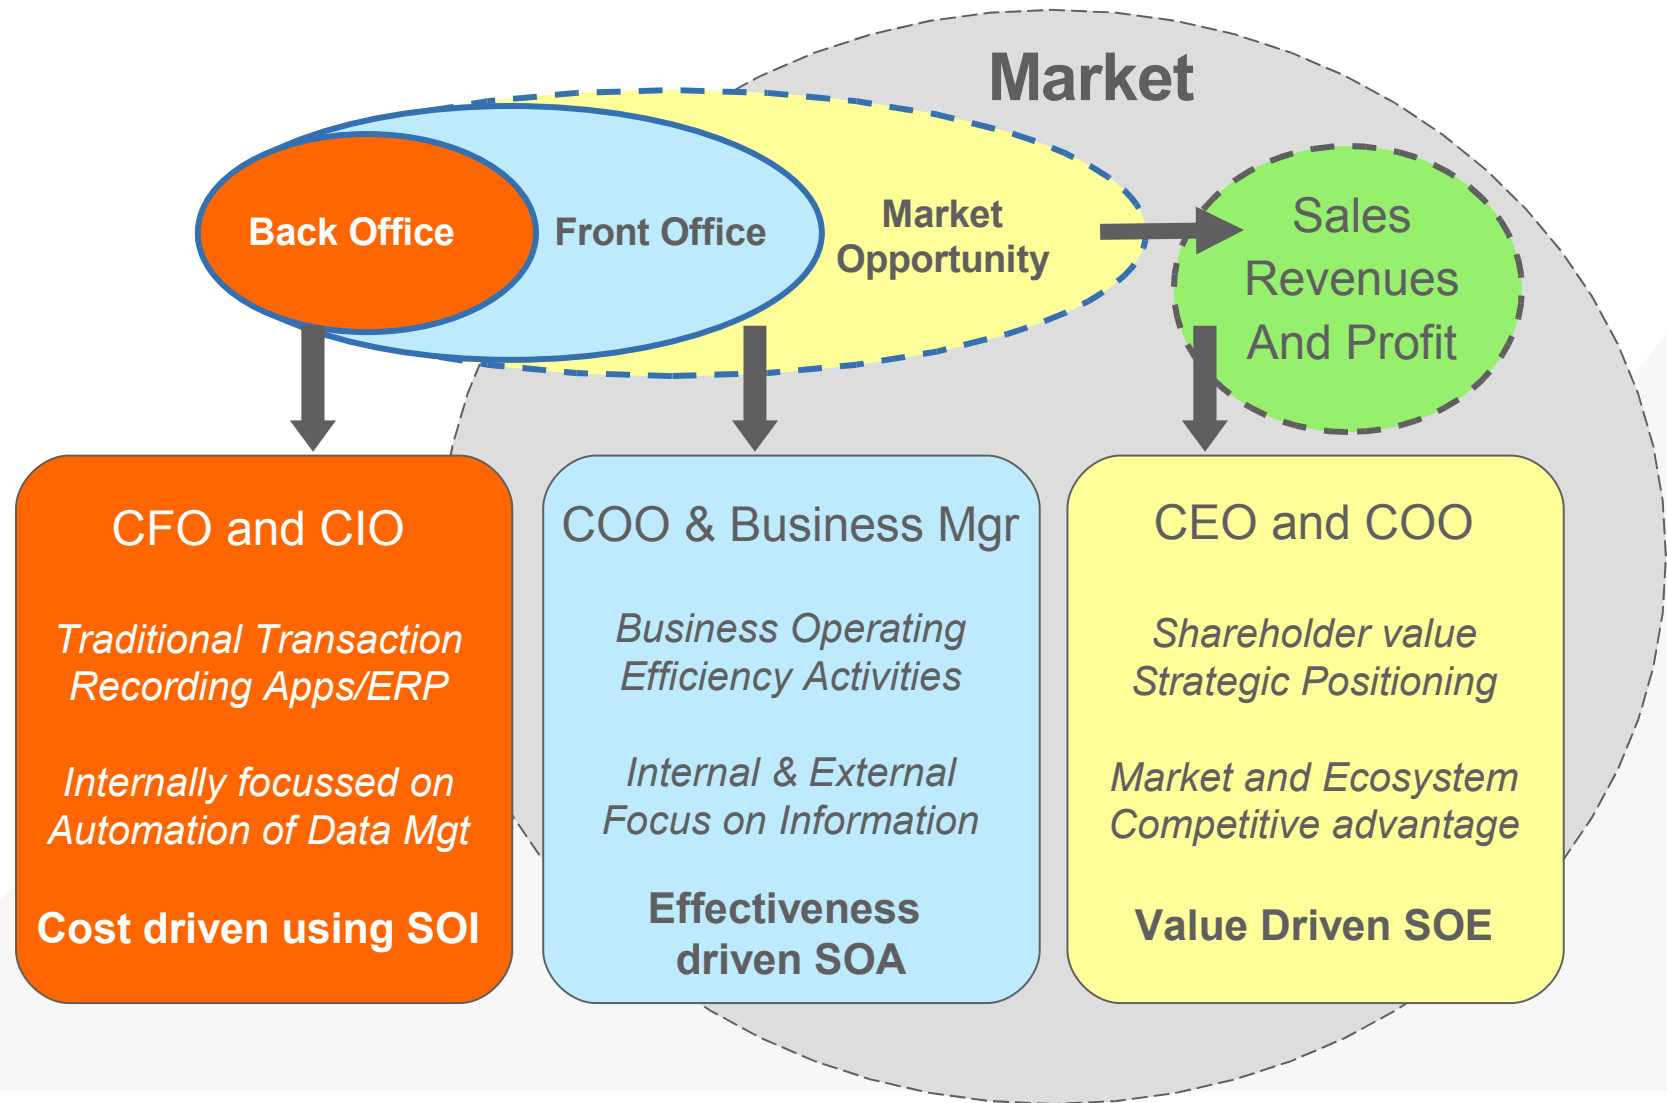 Market
Back Office
Front Office
Market
Opportunity
Sales
Revenues
And Profit
CFO and CIO
Traditional Transaction
Recording Apps/ERP
Internally focussed on
Automation of Data Mgt
Cost driven using SOI
COO & Business Mgr
Business Operating
Efficiency Activities
Internal & External
Focus on Information
Effectiveness
driven SOA
CEO and COO
Shareholder value
Strategic Positioning
Market and Ecosystem
Competitive advantage
Value Driven SOE